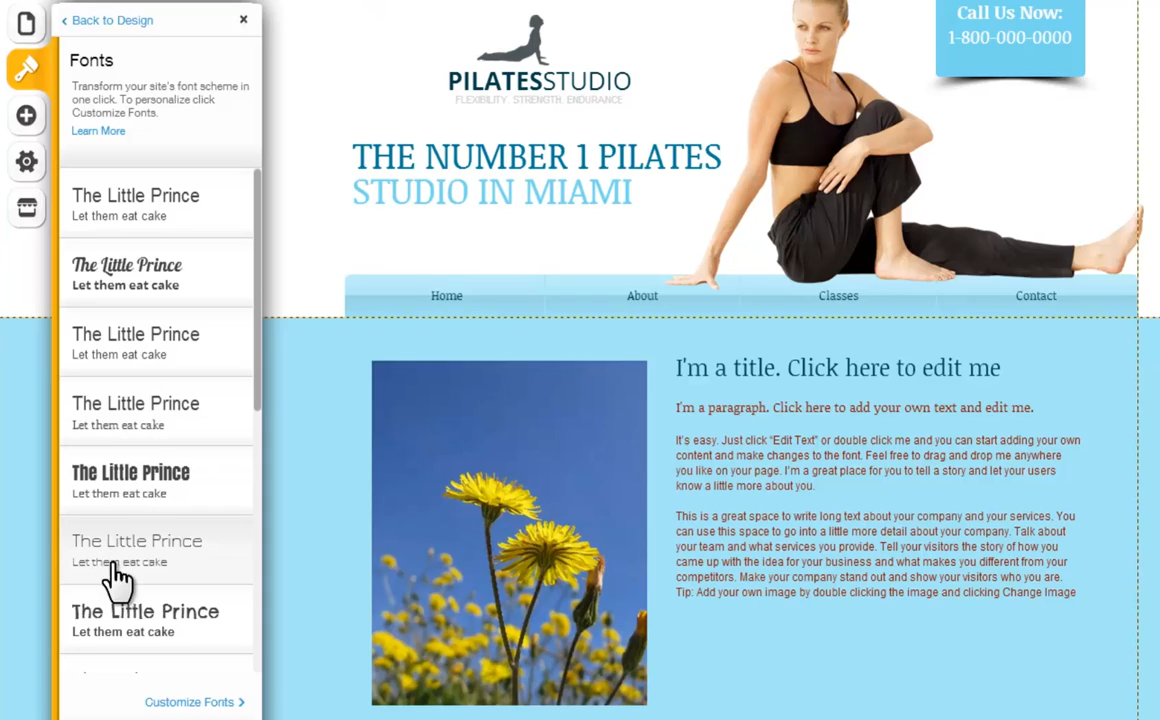 Back to Design
Fonts
Transform your site's font scheme in
one click. To personalize click
Customize Fonts.
Learn More
The Little Prince
Let them eat cake
The Little Prince
Let them eat cake
The Little Prince
Let them eat cake
The Little Prince
Let them eat cake
The Little Prince
Let them eat cake
The Little Prince
Let them eat cake
The Little Prince
Let them eat cake
Customize Fonts
PILATESSTUDIO
FLEXIBILITY. STRENGTH. ENDURANCE
Call Us Now:
1-800-000-0000
THE NUMBER 1 PILATES
STUDIO IN MIAMI
Home
About
Classes
Contact
I'm a title. Click here to edit me
I'm a paragraph. Click here to add your own text and edit me.
It's easy. Just click “Edit Text” or double click me and you can start adding your own
content and make changes to the font. Feel free to drag and drop me anywhere
you like on your page. I'm a great place for you to tell a story and let your users
know a little more about you.
This is a great space to write long text about your company and your services. You
can use this space to go into a little more detail about your company. Talk about
your team and what services you provide. Tell your visitors the story of how you
came up with the idea for your business and what makes you different from your
competitors. Make your company stand out and show your visitors who you are.
Tip: Add your own image by double clicking the image and clicking Change Image